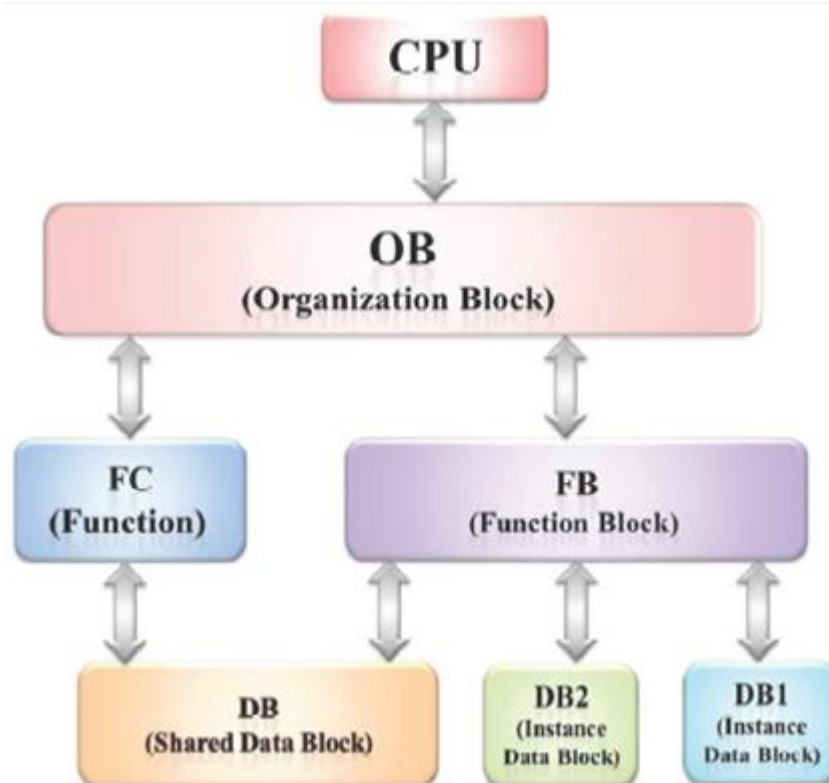 CPU
OB
(Organization Block)
FC
(Function)
FB
(Function Block)
DB
(Shared Data Block)
DB2
(Instance
Data Block)
DB1
(Instance
Data Block)